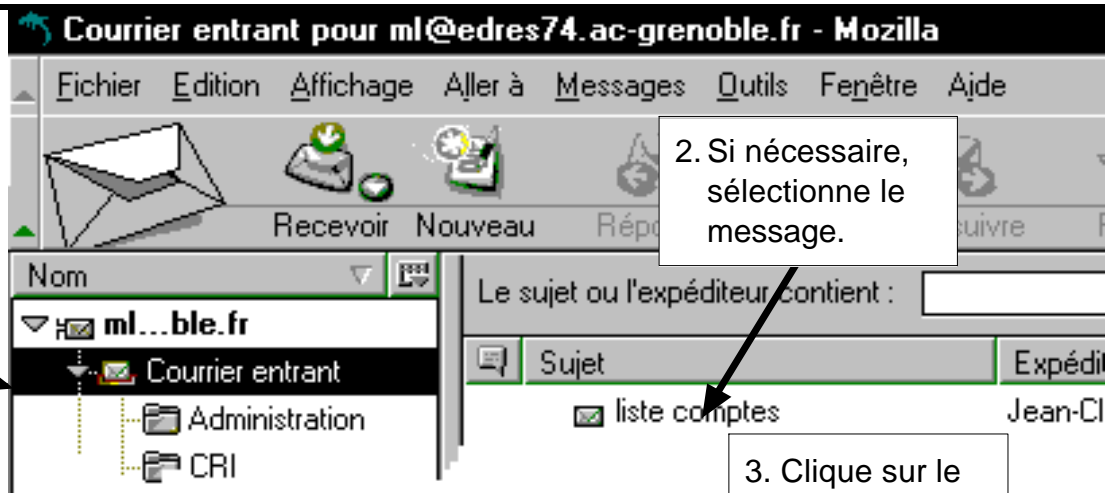 Courrier entrant pour ml@edres74.ac-grenoble.fr - Mozilla
Fichier Edition Affichage Aller à Messages Outils Fenêtre Aide
2. Si nécessaire,
sélectionne le
message.
Recevoir Nouveau
Nom
Le sujet ou l'expéditeur contient :
ml...ble.fr
Sujet
Courrier entrant
liste comptes Jean-Cl
Administration
3. Clique sur le
CRI